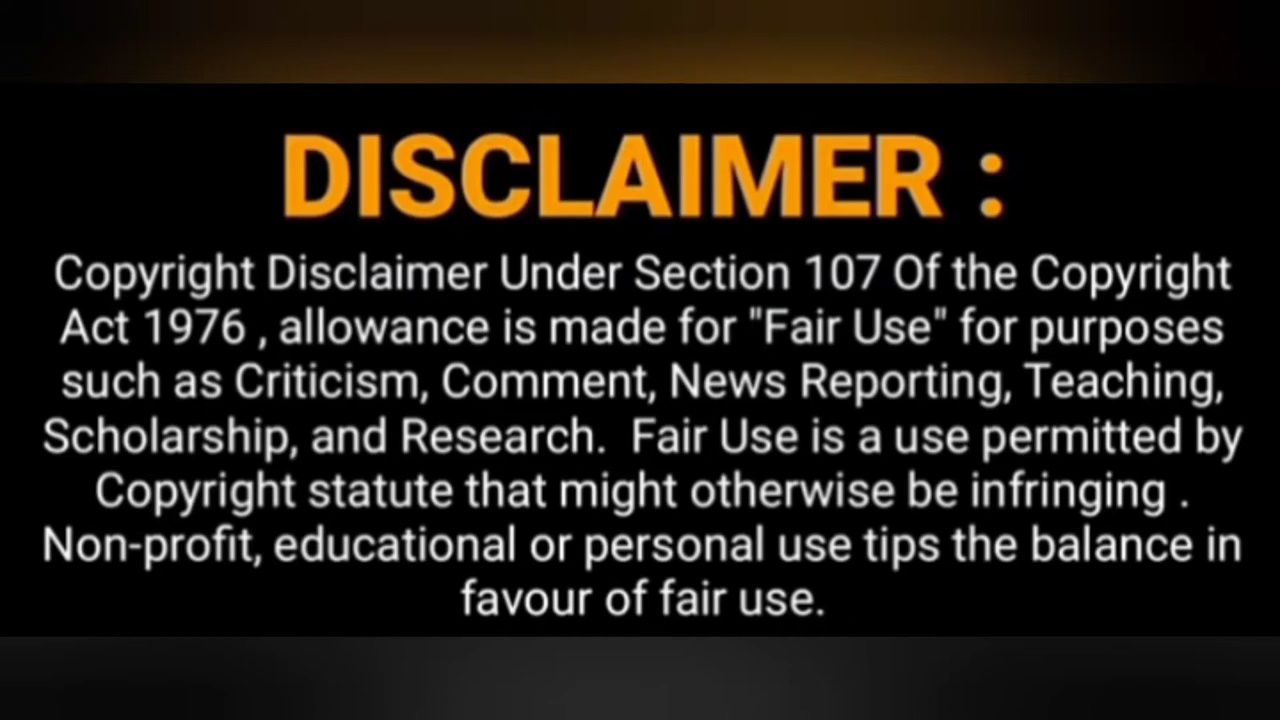 DISCLAIMER :
Copyright Disclaimer Under Section 107 Of the Copyright
Act 1976 , allowance is made for "Fair Use" for purposes
such as Criticism, Comment, News Reporting, Teaching,
Scholarship, and Research.  Fair Use is a use permitted by
Copyright statute that might otherwise be infringing .
Non-profit, educational or personal use tips the balance in
favour of fair use.